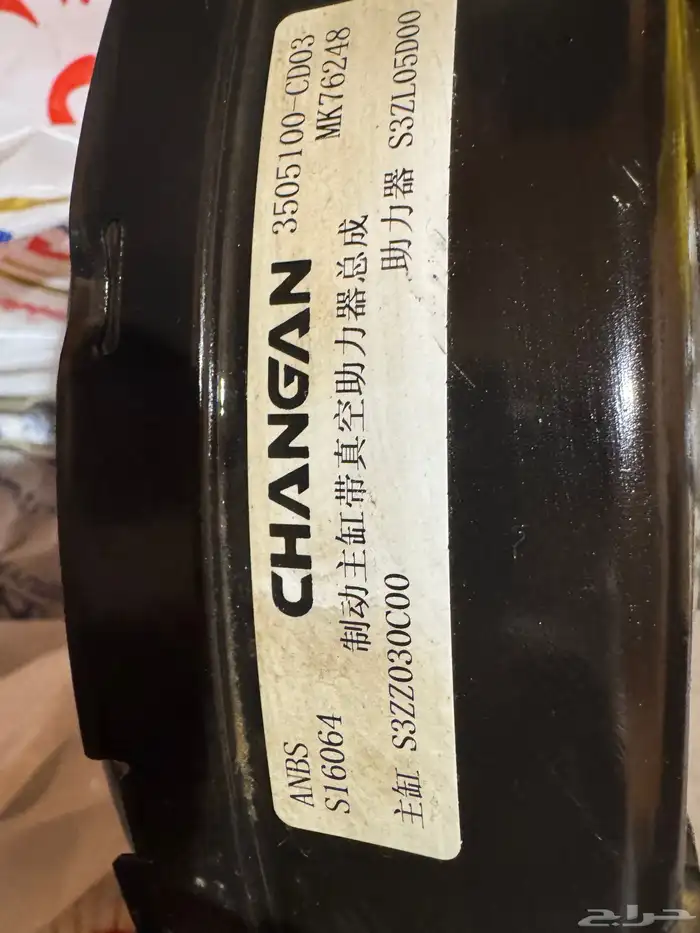 ANBS CHANGAN 3505100-CD03
S16064 制动主缸带真空助力器总成 MK76248
主缸 S3ZZ030C00 助力器 S3ZL05D00
حراج